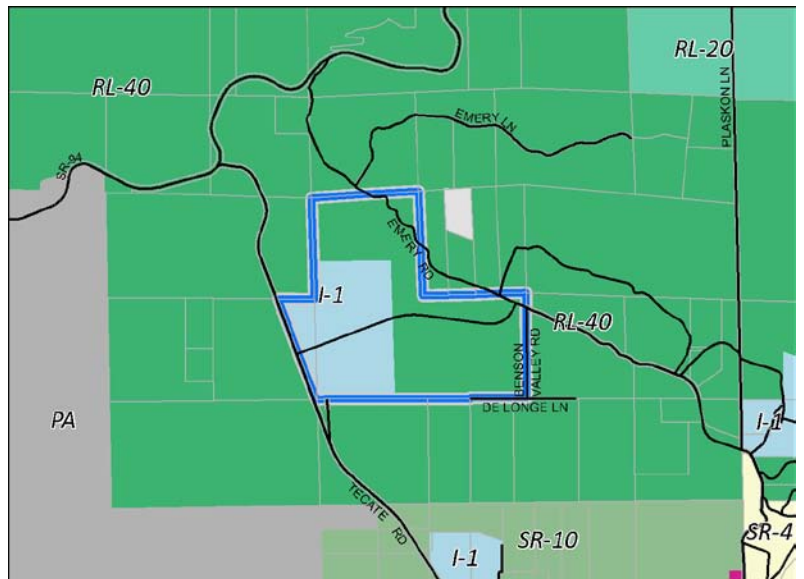 RL-20
RL-40
PLASKON LN
EMERY LN
SR-94
EMERY RD
I-1
RL-40
BENSON
VALLEY RD
DE LONGE LN
PA
I-1
TECATE RD
SR-10
SR-4
I-1